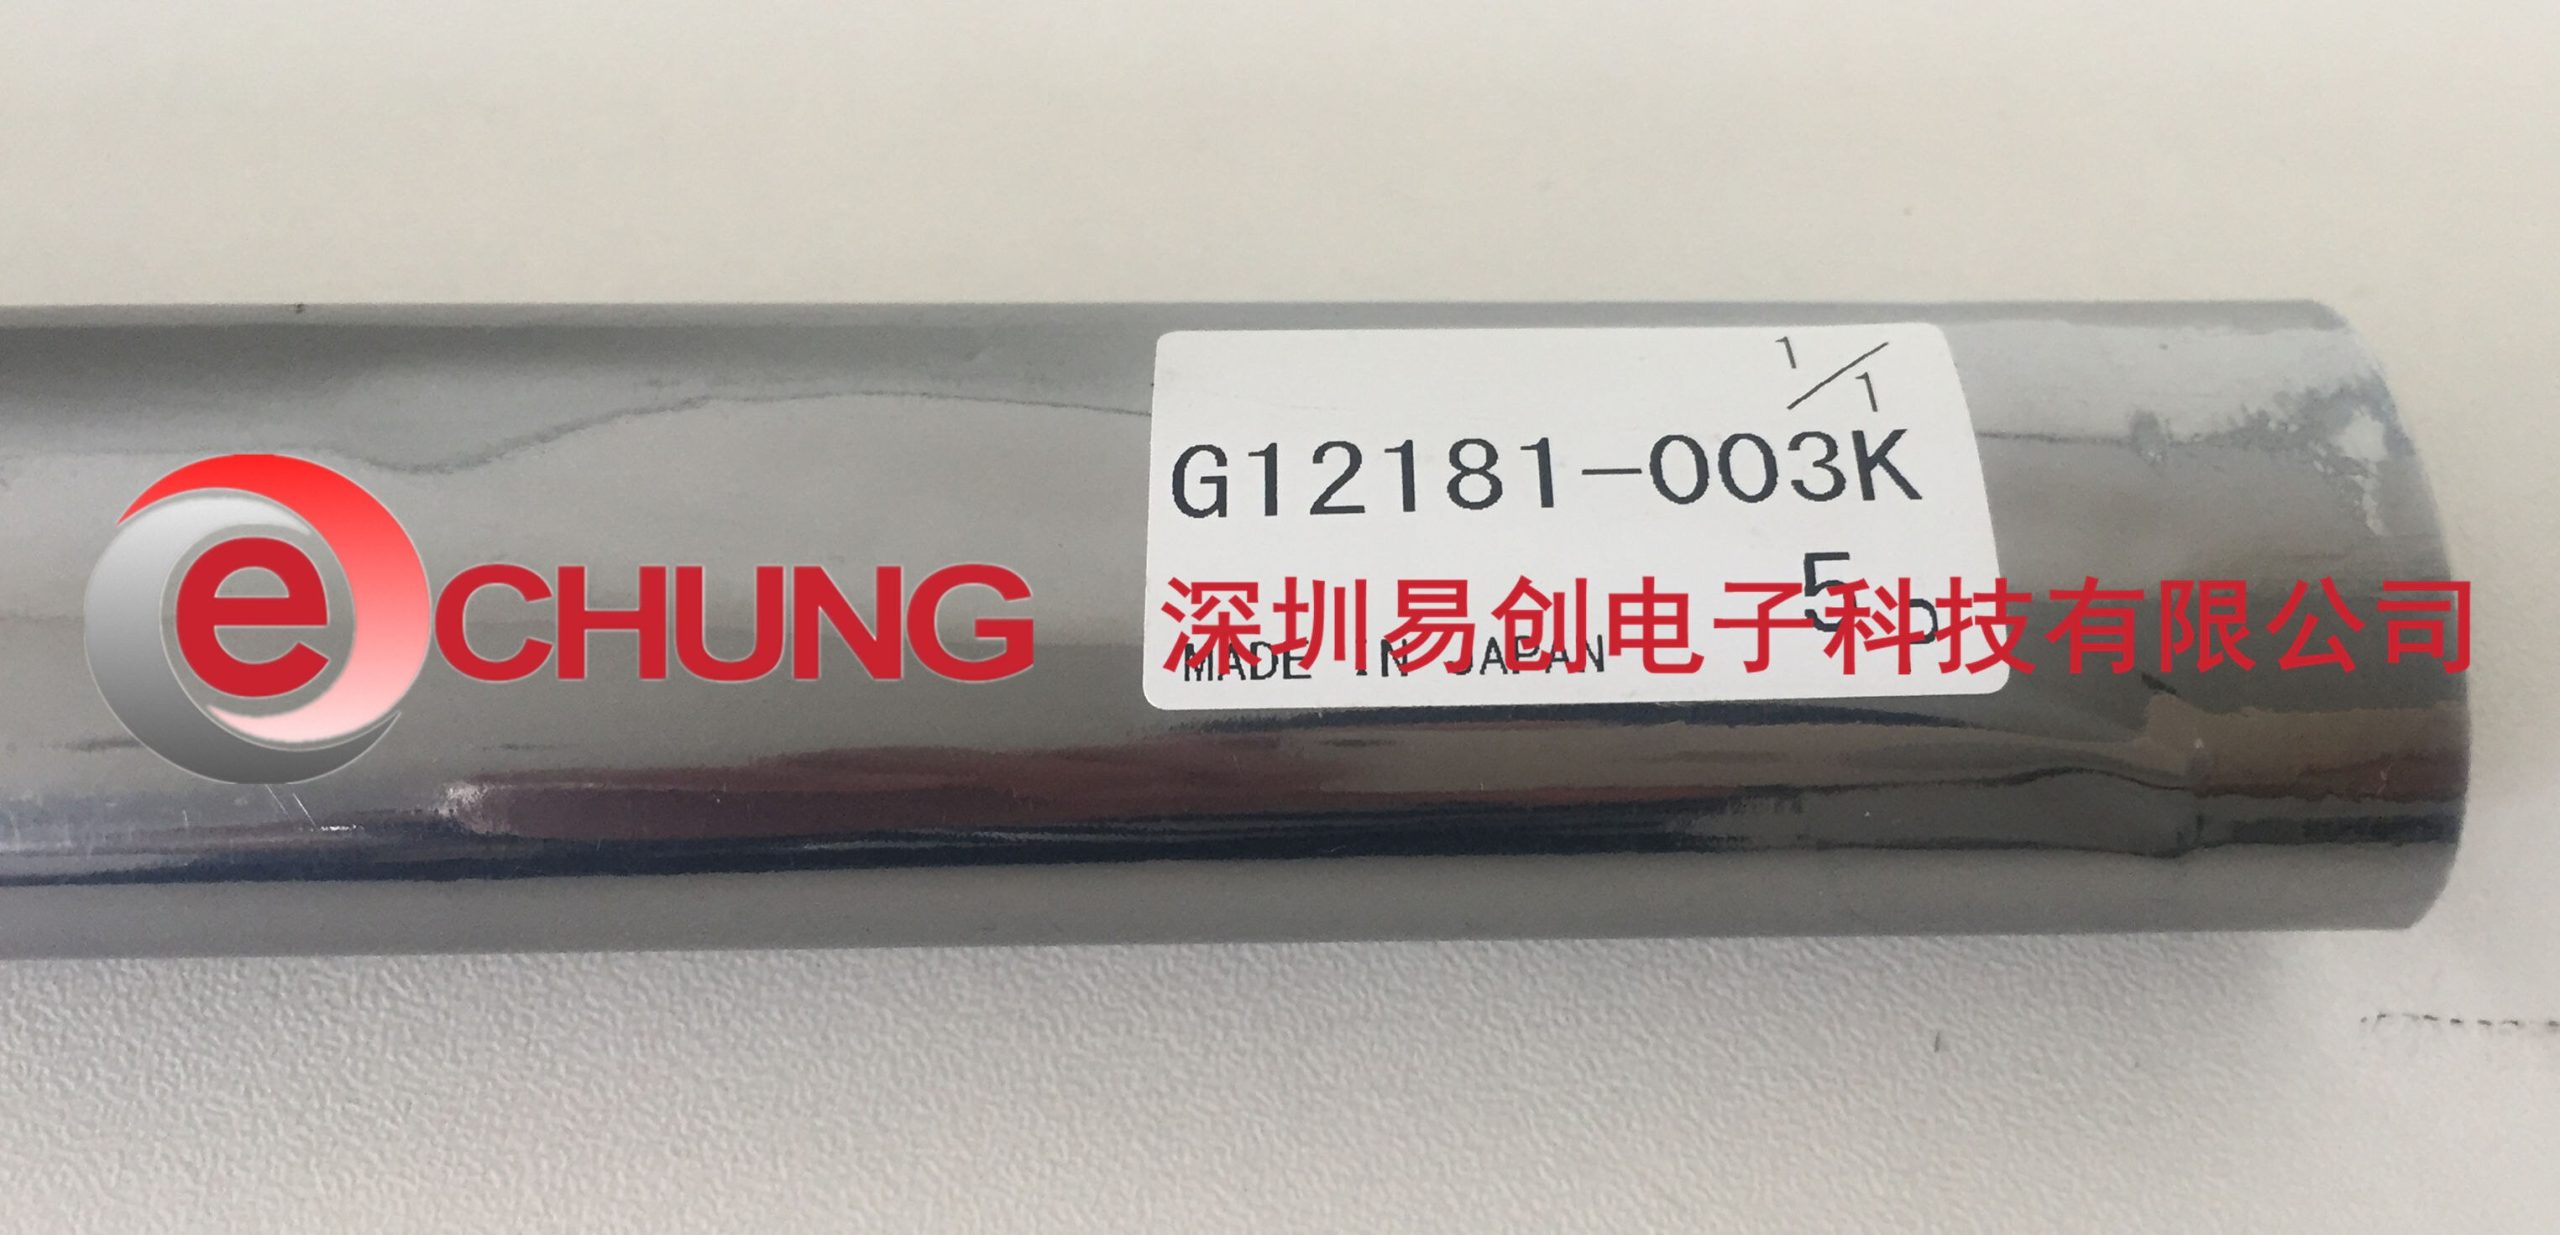 1/1
G12181-003K
5 P
MADE IN JAPAN
eCHUNG
深圳易创电子科技有限公司